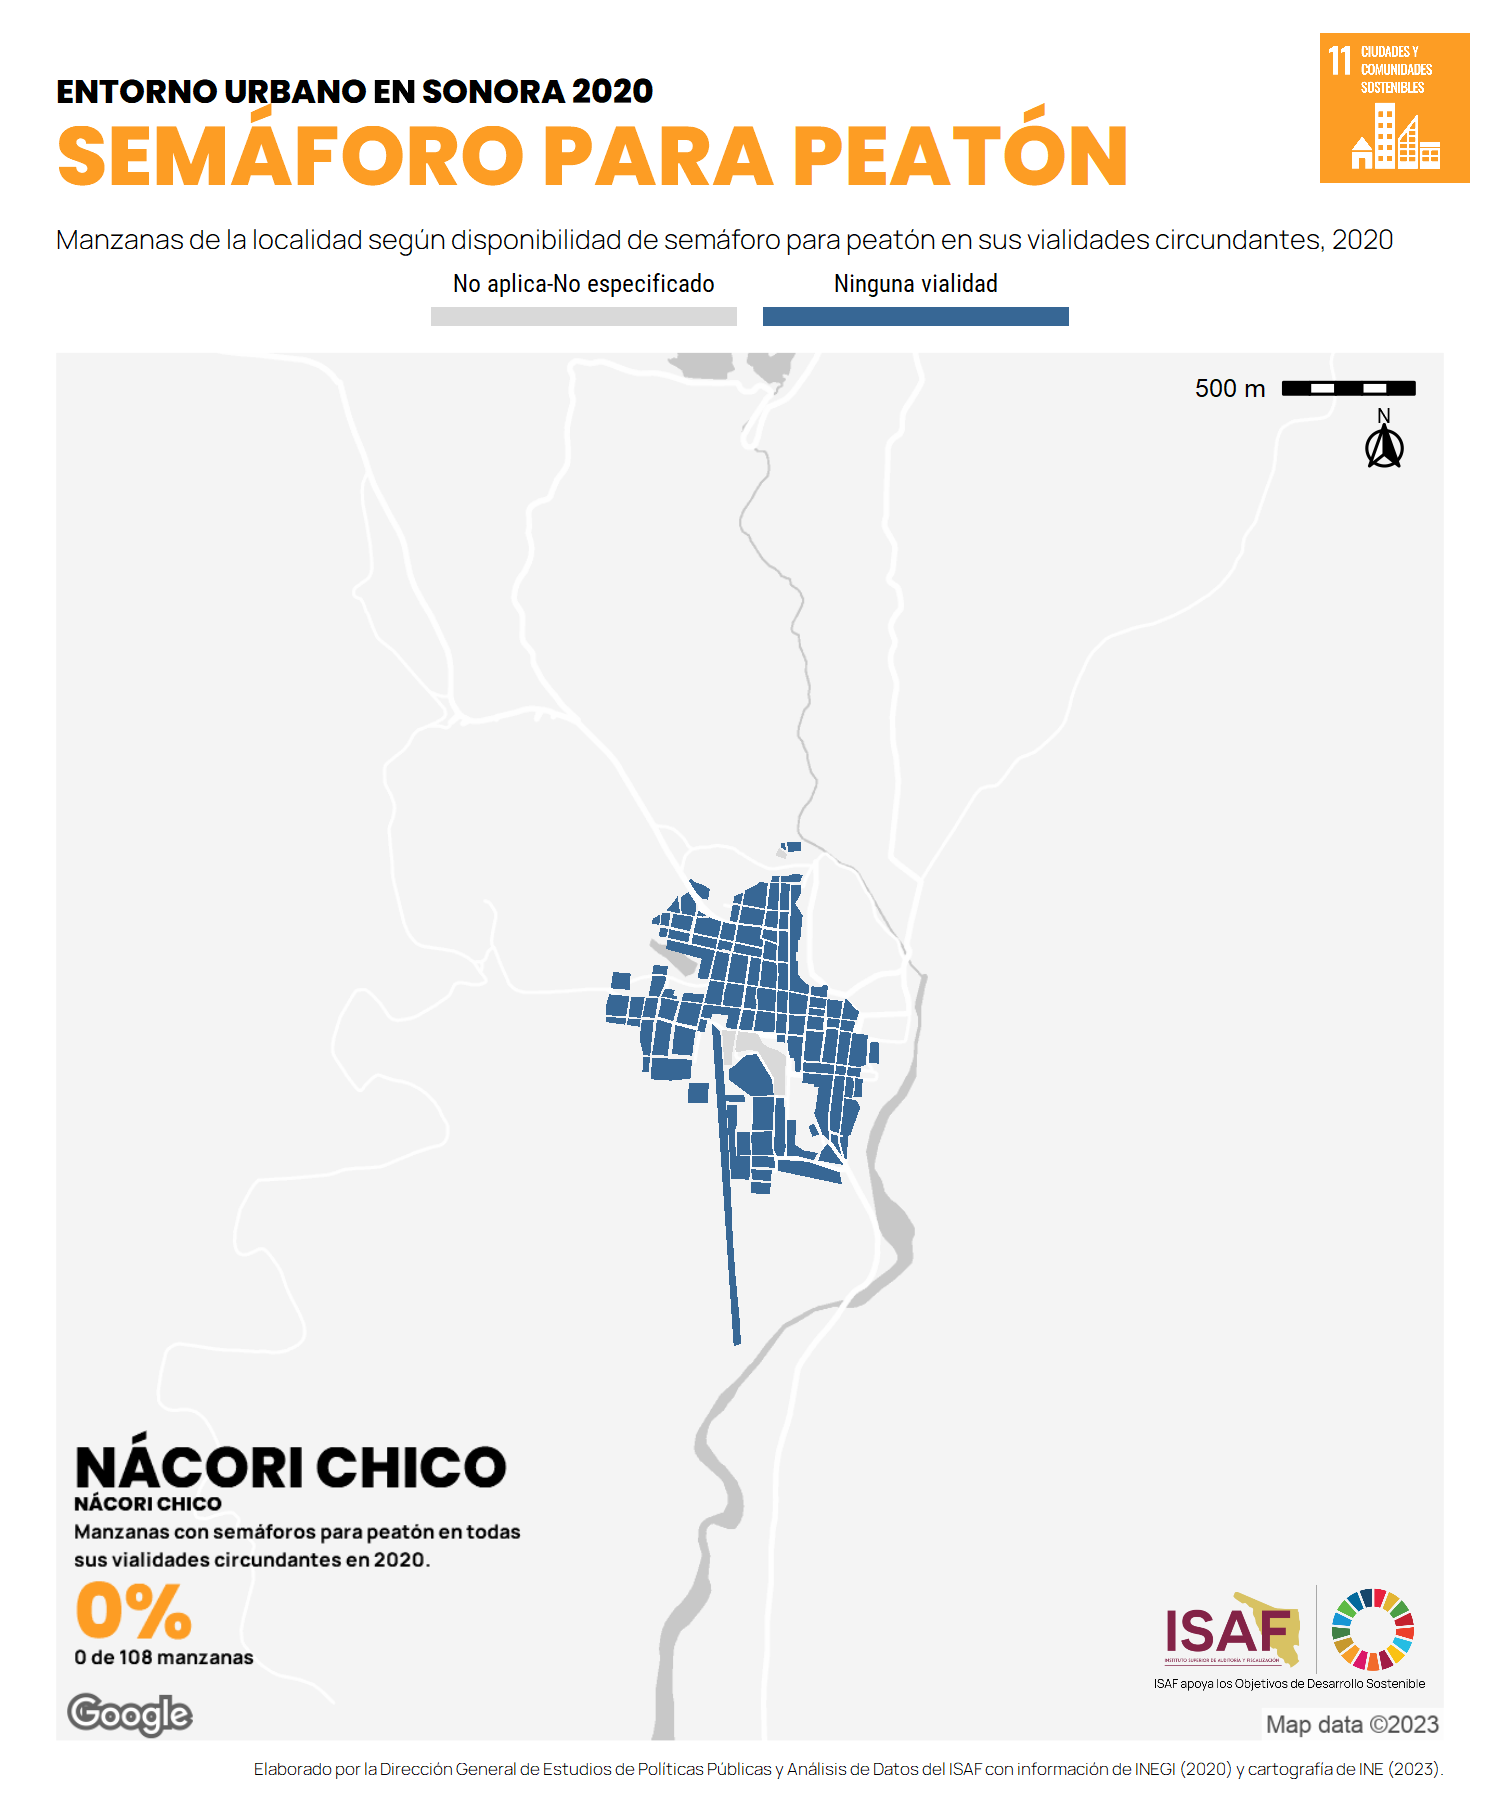 ENTORNO URBANO EN SONORA 2020
SEMÁFORO PARA PEATÓN
11 CIUDADES Y
COMUNIDADES
SOSTENIBLES
Manzanas de la localidad según disponibilidad de semáforo para peatón en sus vialidades circundantes, 2020
No aplica-No especificado Ninguna vialidad
500 m
N
NÁCORI CHICO
NÁCORI CHICO
Manzanas con semáforos para peatón en todas
sus vialidades circundantes en 2020.
0%
0 de 108 manzanas
Google
ISAF
INSTITUTO SUPERIOR DE AUDITORÍA Y FISCALIZACIÓN
ISAF apoya los Objetivos de Desarrollo Sostenible
Map data ©2023
Elaborado por la Dirección General de Estudios de Políticas Públicas y Análisis de Datos del ISAF con información de INEGI (2020) y cartografía de INE (2023).